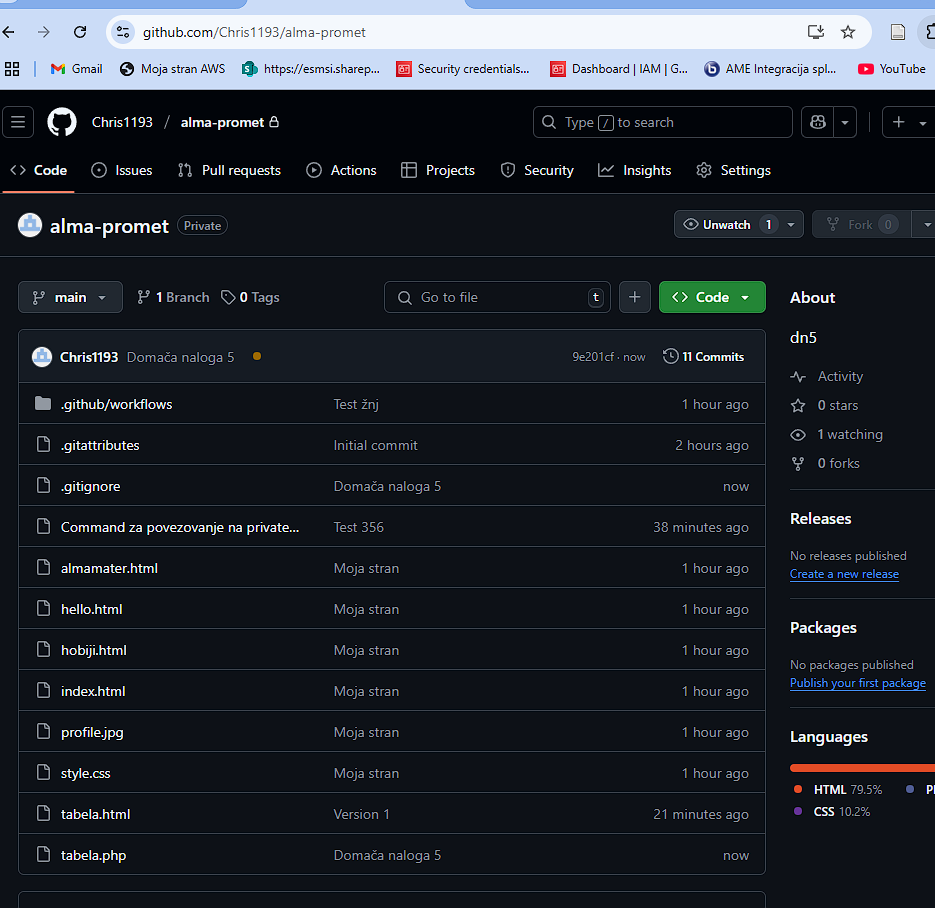 github.com/Chris1193/alma-promet
Gmail
Moja stran AWS
https://esmsi.sharep...
Security credentials...
Dashboard | IAM | G...
AME Integracija spl...
YouTube
Chris1193 / alma-promet
Type / to search
Code
Issues
Pull requests
Actions
Projects
Security
Insights
Settings
alma-promet Private
Unwatch 1
Fork 0
main
1 Branch
0 Tags
Go to file t
Code
Chris1193 Domača naloga 5 9e201cf · now 11 Commits
.github/workflows Test žnj 1 hour ago
.gitattributes Initial commit 2 hours ago
.gitignore Domača naloga 5 now
Command za povezovanje na private... Test 356 38 minutes ago
almamater.html Moja stran 1 hour ago
hello.html Moja stran 1 hour ago
hobiji.html Moja stran 1 hour ago
index.html Moja stran 1 hour ago
profile.jpg Moja stran 1 hour ago
style.css Moja stran 1 hour ago
tabela.html Version 1 21 minutes ago
tabela.php Domača naloga 5 now
About
dn5
Activity
0 stars
1 watching
0 forks
Releases
No releases published
Create a new release
Packages
No packages published
Publish your first package
Languages
HTML 79.5%
CSS 10.2%